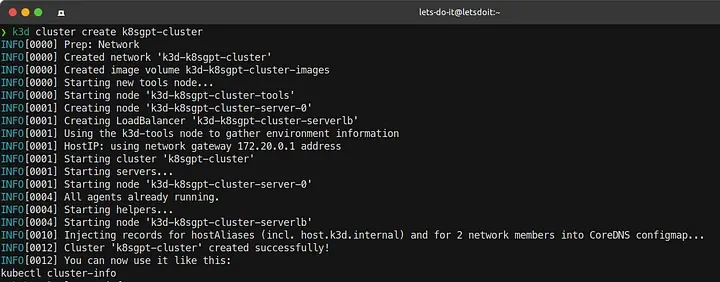 lets-do-it@letsdoit:~
❯ k3d cluster create k8sgpt-cluster
INFO[0000] Prep: Network
INFO[0000] Created network 'k3d-k8sgpt-cluster'
INFO[0000] Created image volume k3d-k8sgpt-cluster-images
INFO[0000] Starting new tools node...
INFO[0000] Starting node 'k3d-k8sgpt-cluster-tools'
INFO[0001] Creating node 'k3d-k8sgpt-cluster-server-0'
INFO[0001] Creating LoadBalancer 'k3d-k8sgpt-cluster-serverlb'
INFO[0001] Using the k3d-tools node to gather environment information
INFO[0001] HostIP: using network gateway 172.20.0.1 address
INFO[0001] Starting cluster 'k8sgpt-cluster'
INFO[0001] Starting servers...
INFO[0001] Starting node 'k3d-k8sgpt-cluster-server-0'
INFO[0004] All agents already running.
INFO[0004] Starting helpers...
INFO[0004] Starting node 'k3d-k8sgpt-cluster-serverlb'
INFO[0010] Injecting records for hostAliases (incl. host.k3d.internal) and for 2 network members into CoreDNS configmap...
INFO[0012] Cluster 'k8sgpt-cluster' created successfully!
INFO[0012] You can now use it like this:
kubectl cluster-info